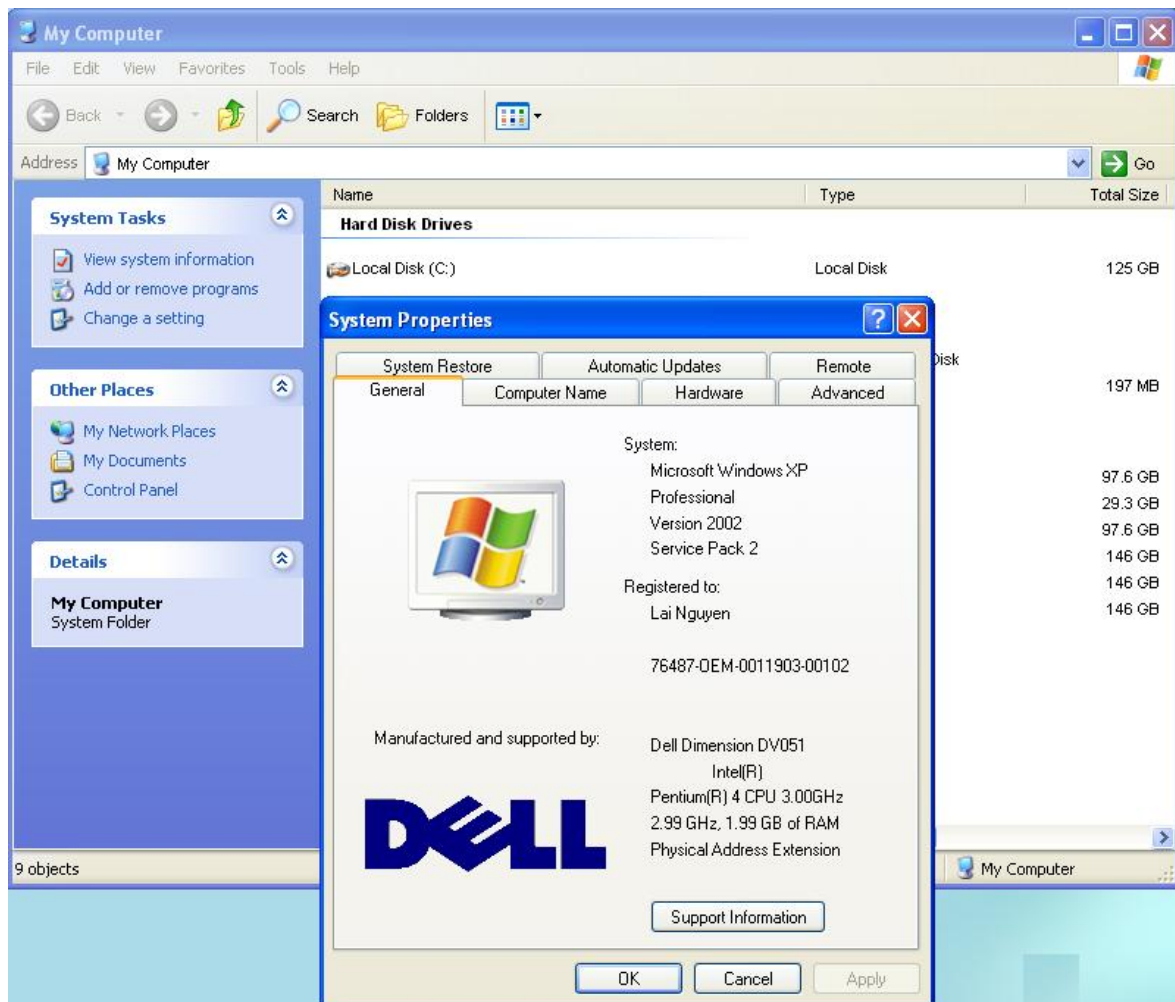 My Computer
File Edit View Favorites Tools Help
Back Search Folders
Address My Computer Go
Name Type Total Size
System Tasks
View system information
Add or remove programs
Change a setting
Other Places
My Network Places
My Documents
Control Panel
Details
My Computer
System Folder
Hard Disk Drives
Local Disk (C:) Local Disk 125 GB
Disk
197 MB
97.6 GB
29.3 GB
97.6 GB
146 GB
146 GB
146 GB
System Properties
System Restore Automatic Updates Remote
General Computer Name Hardware Advanced
System:
Microsoft Windows XP
Professional
Version 2002
Service Pack 2
Registered to:
Lai Nguyen
76487-OEM-0011903-00102
Manufactured and supported by:
DELL
Dell Dimension DV051
Intel(R)
Pentium(R) 4 CPU 3.00GHz
2.99 GHz, 1.99 GB of RAM
Physical Address Extension
Support Information
OK Cancel Apply
9 objects My Computer